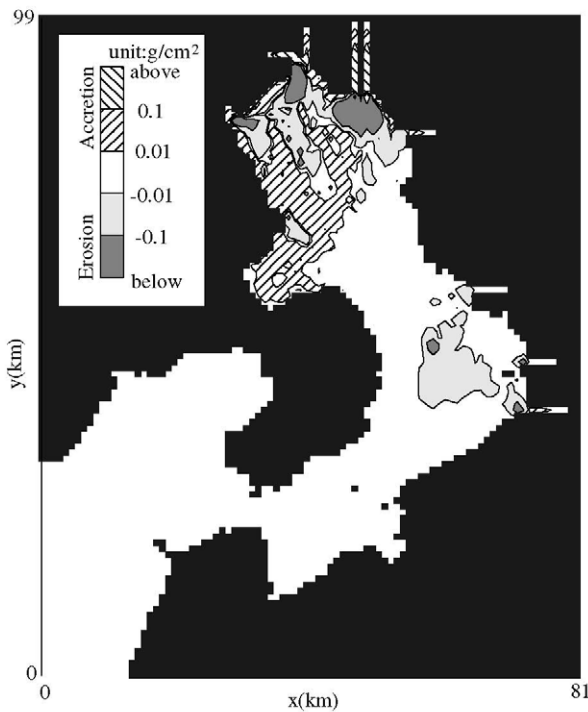 99
unit:g/cm²
above
0.1
0.01
-0.01
-0.1
below
Accretion
Erosion
y(km)
0
0
x(km)
81